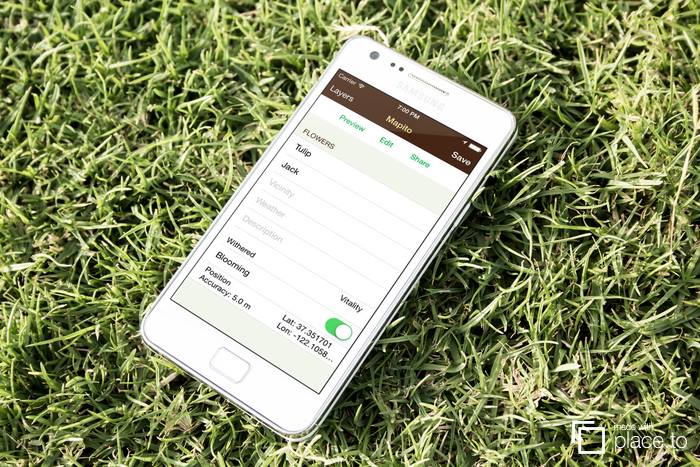 SAMSUNG
Carrier 7:00 PM
Layers Mapito Save
Preview Edit Share
FLOWERS
Tulip
Jack
Vicinity
Weather
Description
Withered
Blooming Vitality
Position Lat: 37.351701
Accuracy: 5.0 m Lon: -122.1058...
made with
place.to